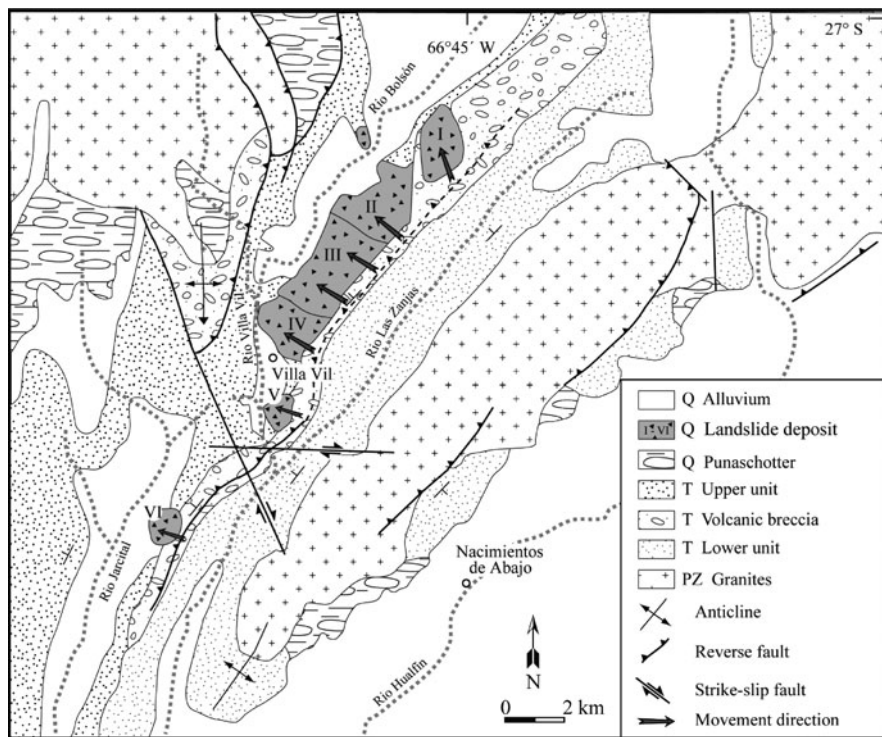 27° S
66°45´ W
Río Bolsón
I
II
III
Río Villa Vil
IV
Río Las Zanjas
Villa Vil
V
VI
Río Jarcital
Nacimientos
de Abajo
Río Hualfín
N
0 2 km
Q Alluvium
I-VI Q Landslide deposit
Q Punaschotter
T Upper unit
T Volcanic breccia
T Lower unit
PZ Granites
Anticline
Reverse fault
Strike-slip fault
Movement direction